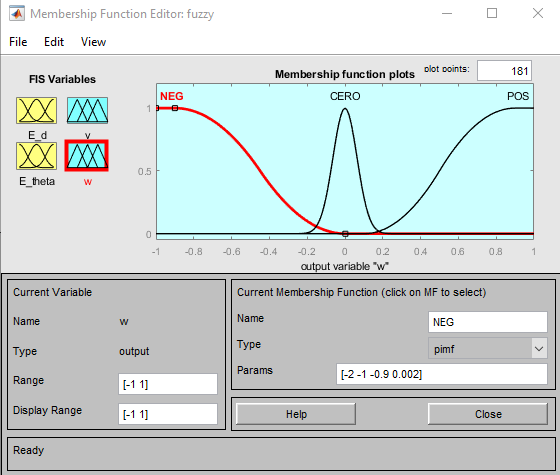 Membership Function Editor: fuzzy
File Edit View
FIS Variables
E_d
v
E_theta
w
Membership function plots
plot points:
181
NEG
CERO
POS
1
0.5
0
-1 -0.8 -0.6 -0.4 -0.2 0 0.2 0.4 0.6 0.8 1
output variable "w"
Current Variable
Name w
Type output
Range [-1 1]
Display Range [-1 1]
Current Membership Function (click on MF to select)
Name NEG
Type pimf
Params [-2 -1 -0.9 0.002]
Help Close
Ready